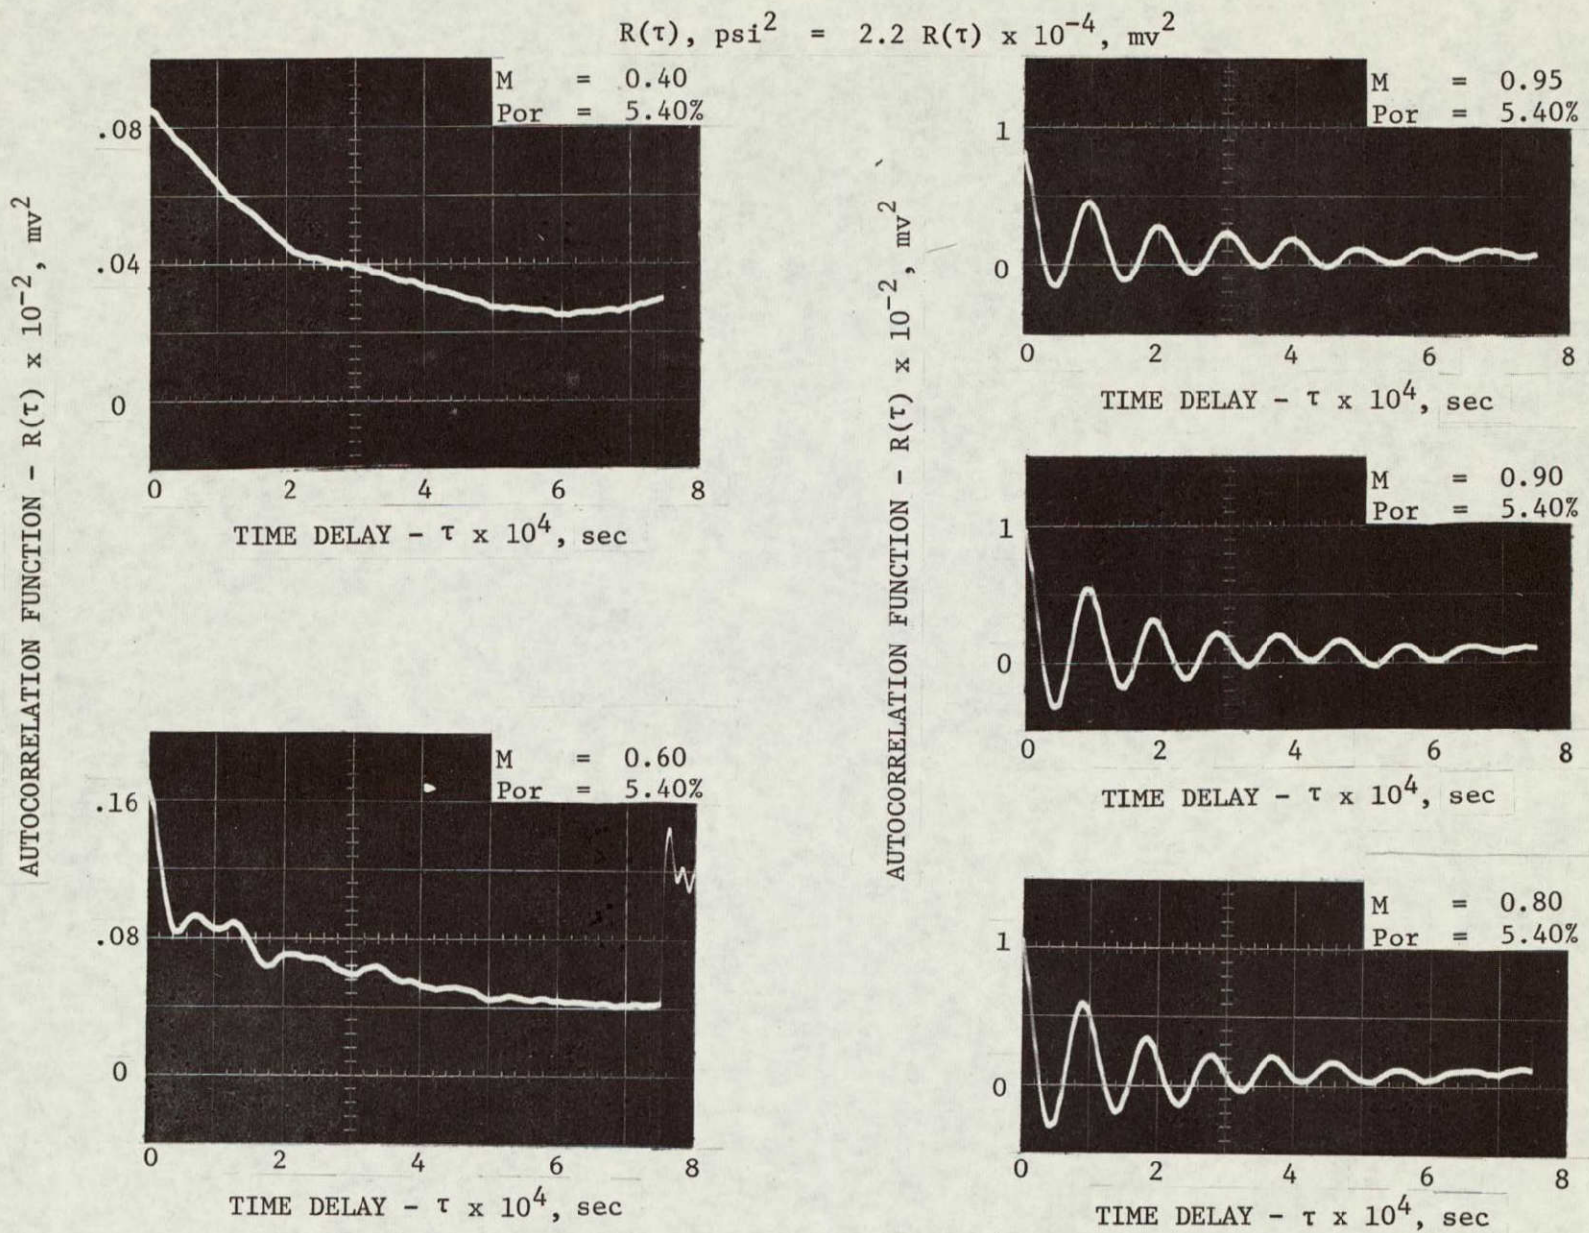 R(τ), psi² = 2.2 R(τ) x 10⁻⁴, mv²
AUTOCORRELATION FUNCTION - R(τ) x 10⁻², mv²
M = 0.40
Por = 5.40%
.08
.04
0
0 2 4 6 8
TIME DELAY - τ x 10⁴, sec
M = 0.60
Por = 5.40%
.16
.08
0
0 2 4 6 8
TIME DELAY - τ x 10⁴, sec
AUTOCORRELATION FUNCTION - R(τ) x 10⁻², mv²
M = 0.95
Por = 5.40%
1
0
0 2 4 6 8
TIME DELAY - τ x 10⁴, sec
M = 0.90
Por = 5.40%
1
0
0 2 4 6 8
TIME DELAY - τ x 10⁴, sec
M = 0.80
Por = 5.40%
1
0
0 2 4 6 8
TIME DELAY - τ x 10⁴, sec